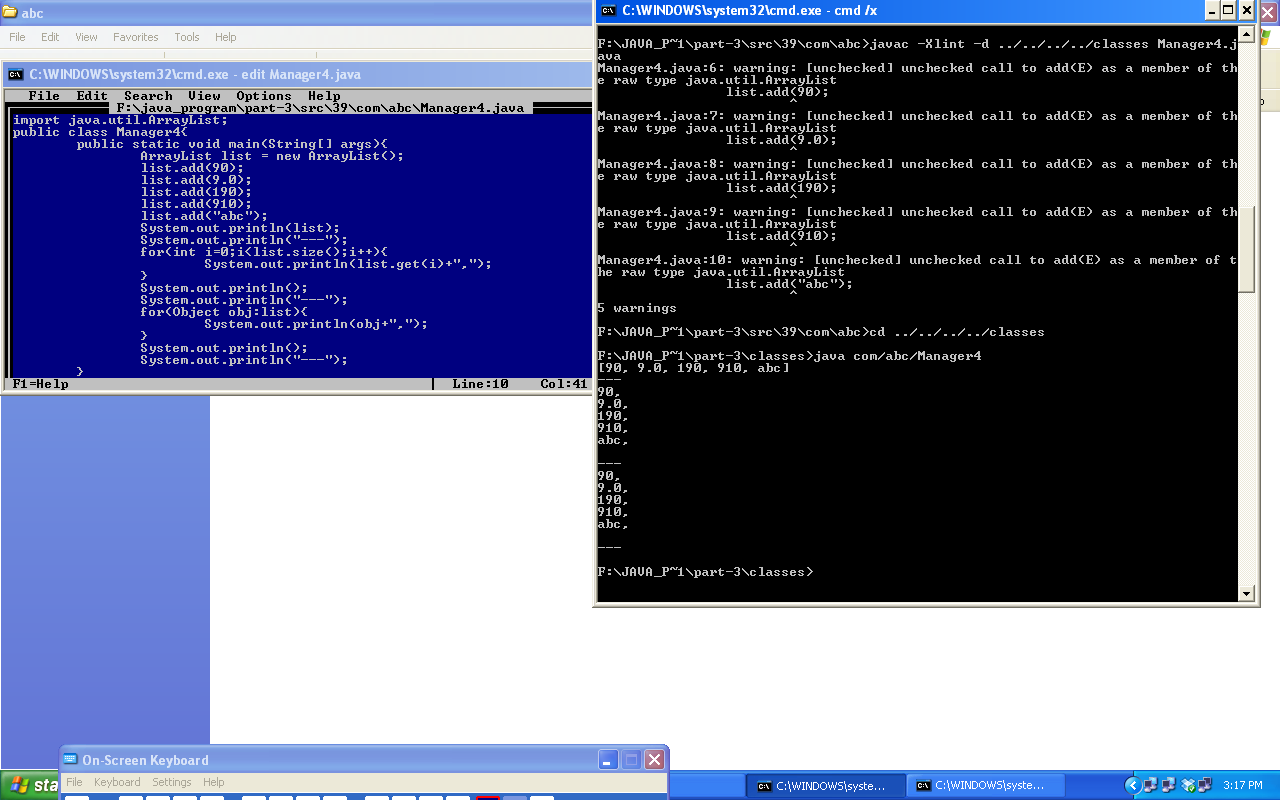 abc
File Edit View Favorites Tools Help
C:\WINDOWS\system32\cmd.exe - edit Manager4.java
File Edit Search View Options Help
F:\java_program\part-3\src\39\com\abc\Manager4.java
import java.util.ArrayList;
public class Manager4{
public static void main(String[] args){
ArrayList list = new ArrayList();
list.add(90);
list.add(9.0);
list.add(190);
list.add(910);
list.add("abc");
System.out.println(list);
System.out.println("---");
for(int i=0;i(list.size();i++){
System.out.println(list.get(i)+",");
}
System.out.println();
System.out.println("---");
for(Object obj:list){
System.out.println(obj+",");
}
System.out.println();
System.out.println("---");
}
F1=Help | Line:10 Col:41
C:\WINDOWS\system32\cmd.exe - cmd /x
F:\JAVA_P~1\part-3\src\39\com\abc>javac -Xlint -d ../../../../classes Manager4.j
ava
Manager4.java:6: warning: [unchecked] unchecked call to add(E) as a member of th
e raw type java.util.ArrayList
list.add(90);
^
Manager4.java:7: warning: [unchecked] unchecked call to add(E) as a member of th
e raw type java.util.ArrayList
list.add(9.0);
^
Manager4.java:8: warning: [unchecked] unchecked call to add(E) as a member of th
e raw type java.util.ArrayList
list.add(190);
^
Manager4.java:9: warning: [unchecked] unchecked call to add(E) as a member of th
e raw type java.util.ArrayList
list.add(910);
^
Manager4.java:10: warning: [unchecked] unchecked call to add(E) as a member of t
he raw type java.util.ArrayList
list.add("abc");
^
5 warnings
F:\JAVA_P~1\part-3\src\39\com\abc>cd ../../../../classes
F:\JAVA_P~1\part-3\classes>java com/abc/Manager4
[90, 9.0, 190, 910, abc]
---
90,
9.0,
190,
910,
abc,
---
90,
9.0,
190,
910,
abc,
---
F:\JAVA_P~1\part-3\classes>
On-Screen Keyboard
File Keyboard Settings Help
C:\WINDOWS\syste...
C:\WINDOWS\syste...
3:17 PM